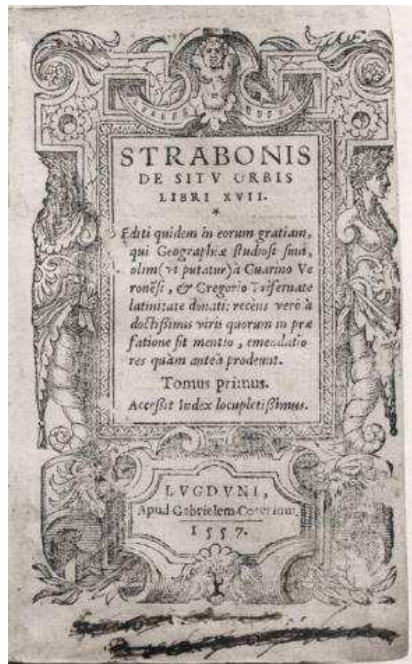 STRABONIS
DE SITV ORBIS
LIBRI XVII.
*
Editi quidem in eorum gratiam,
qui Geographiæ studiosi sunt,
olim (vt putatur) à Guarino Ve
ronẽsi, & Gregorio Trifernate
latinitate donati: recens verò à
doctißimis viris quorum in præ
fatione fit mentio, emendatio
res quàm anteà prodeunt.
Tomus primus.
Acceßit Index locupletißimus.
LVGDVNI,
Apud Gabrielem Coterium.
1557.